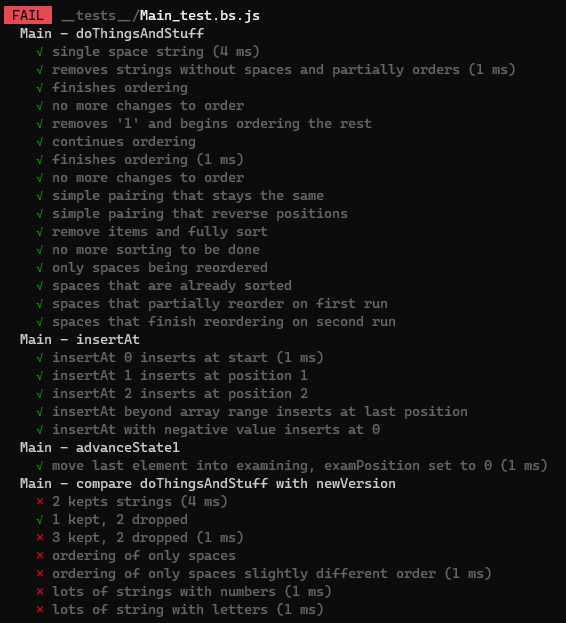 FAIL __tests__/Main_test.bs.js
Main – doThingsAndStuff
√ single space string (4 ms)
√ removes strings without spaces and partially orders (1 ms)
√ finishes ordering
√ no more changes to order
√ removes '1' and begins ordering the rest
√ continues ordering
√ finishes ordering (1 ms)
√ no more changes to order
√ simple pairing that stays the same
√ simple pairing that reverse positions
√ remove items and fully sort
√ no more sorting to be done
√ only spaces being reordered
√ spaces that are already sorted
√ spaces that partially reorder on first run
√ spaces that finish reordering on second run
Main – insertAt
√ insertAt 0 inserts at start (1 ms)
√ insertAt 1 inserts at position 1
√ insertAt 2 inserts at position 2
√ insertAt beyond array range inserts at last position
√ insertAt with negative value inserts at 0
Main – advanceState1
√ move last element into examining, examPosition set to 0 (1 ms)
Main – compare doThingsAndStuff with newVersion
× 2 kepts strings (4 ms)
√ 1 kept, 2 dropped
× 3 kept, 2 dropped (1 ms)
× ordering of only spaces
× ordering of only spaces slightly different order (1 ms)
× lots of strings with numbers (1 ms)
× lots of string with letters (1 ms)